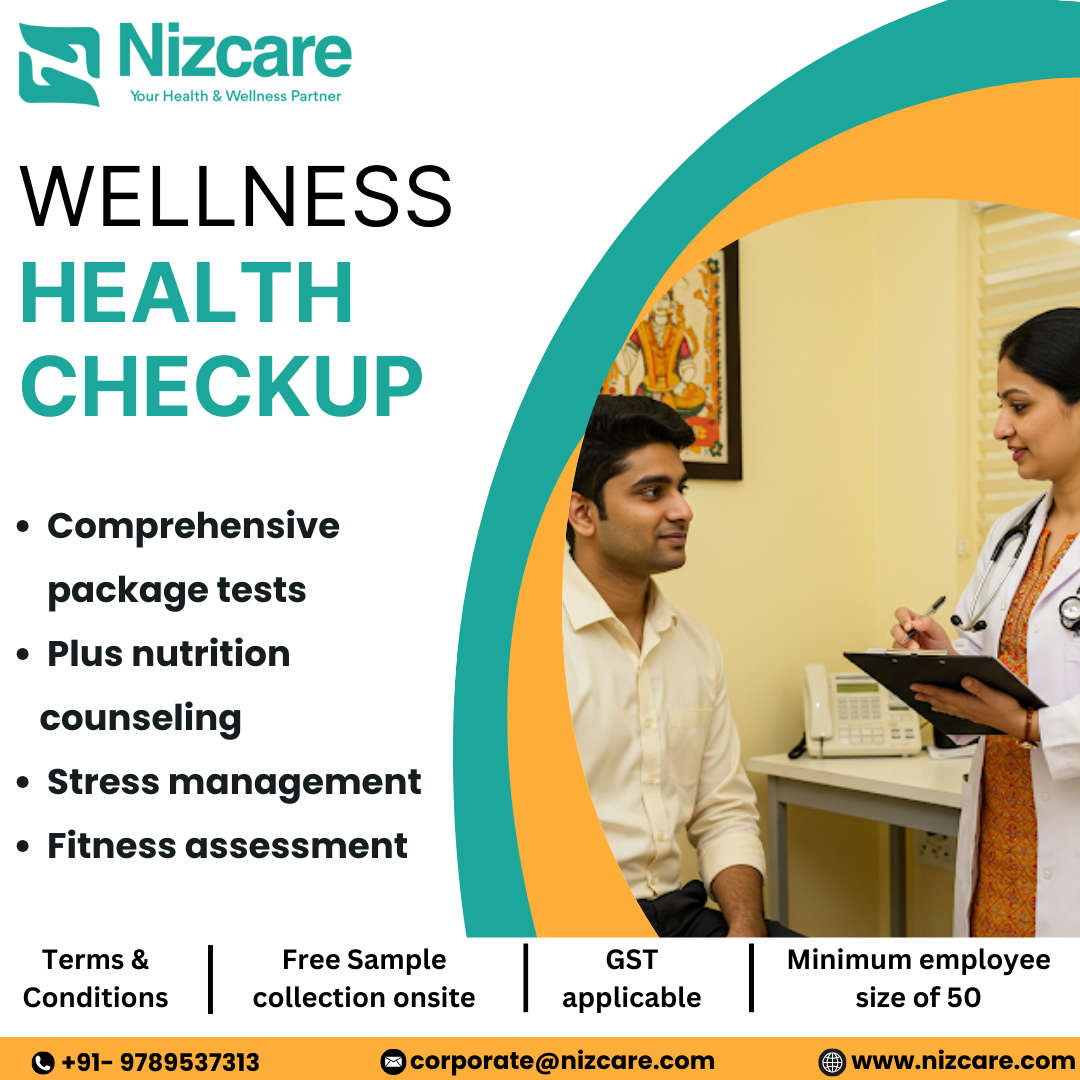 Nizcare
Your Health & Wellness Partner
WELLNESS
HEALTH
CHECKUP
• Comprehensive
package tests
• Plus nutrition
counseling
• Stress management
• Fitness assessment
Terms &
Conditions
Free Sample
collection onsite
GST
applicable
Minimum employee
size of 50
+91- 9789537313
corporate@nizcare.com
www.nizcare.com